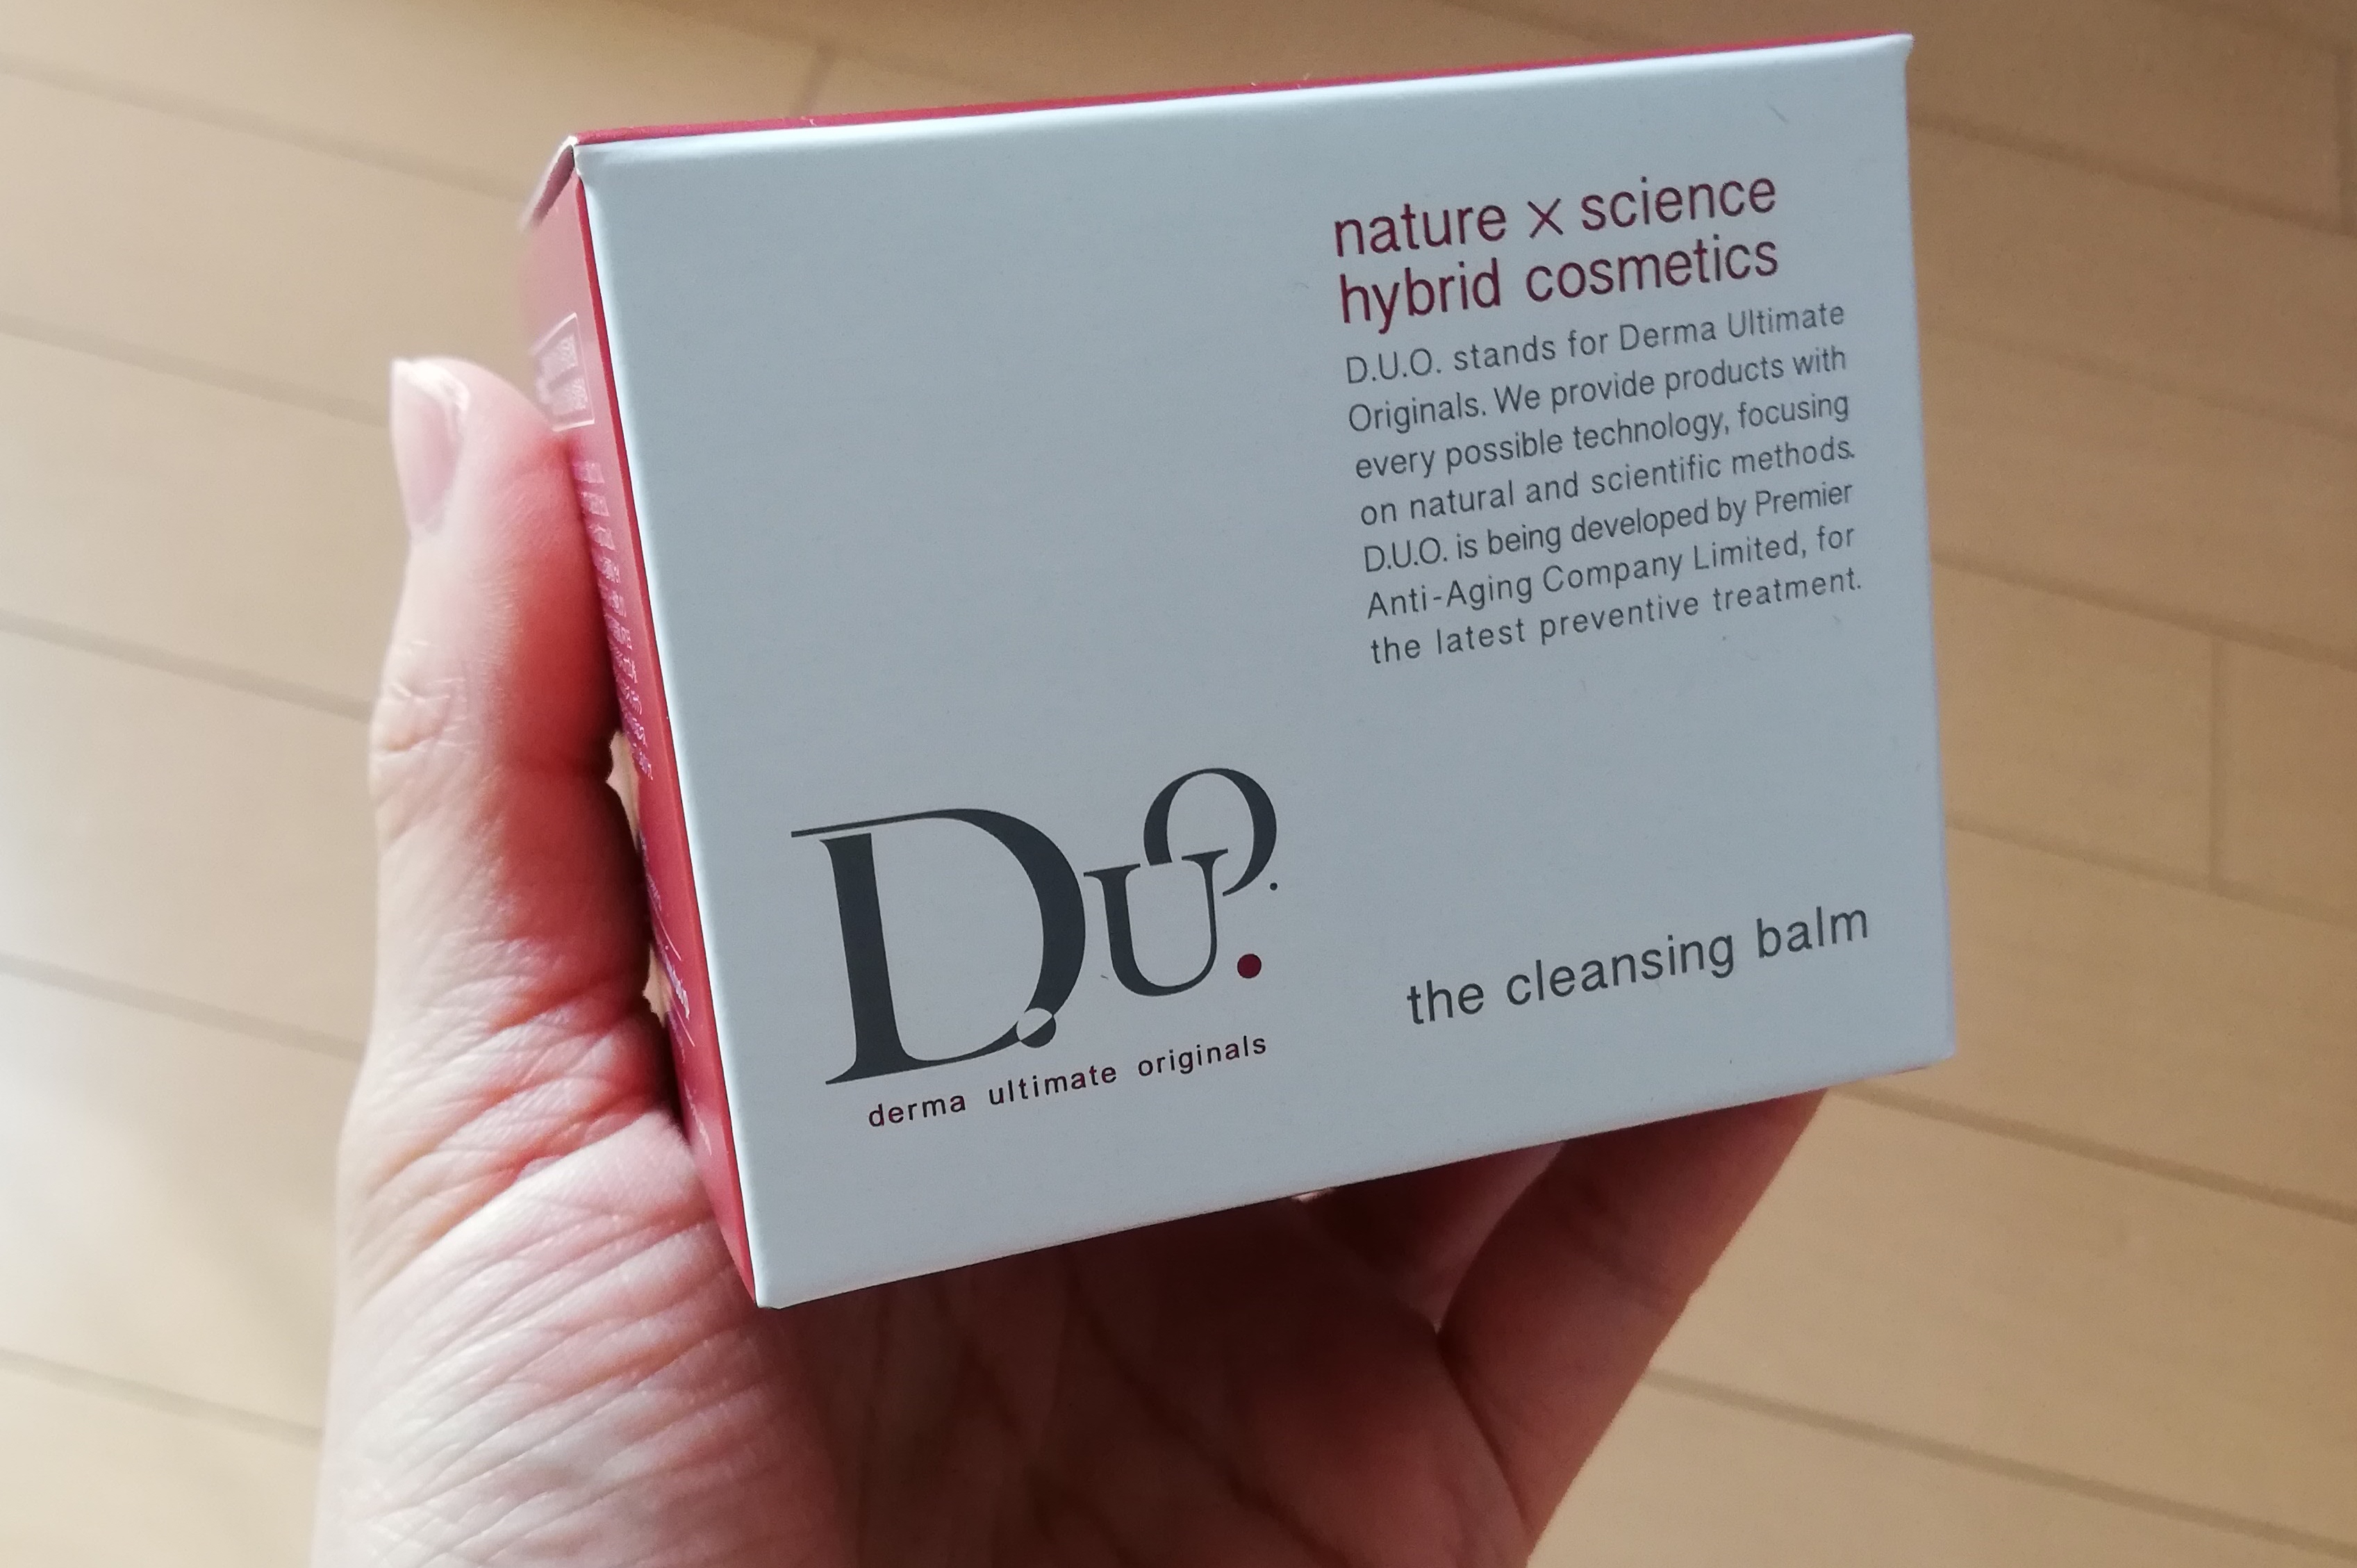 nature × science
hybrid cosmetics
D.U.O. stands for Derma Ultimate
Originals. We provide products with
every possible technology, focusing
on natural and scientific methods.
D.U.O. is being developed by Premier
Anti-Aging Company Limited, for
the latest preventive treatment.
D.U.O.
derma ultimate originals
the cleansing balm